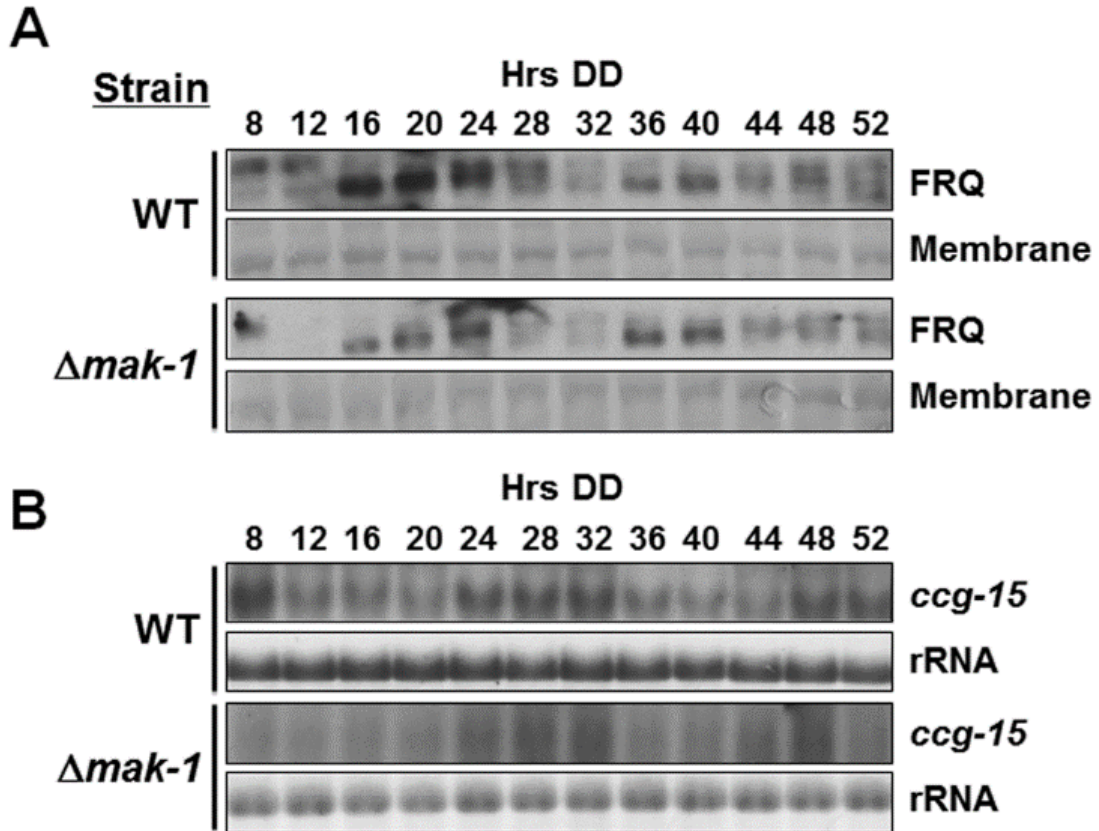 A
Hrs DD
Strain
8 12 16 20 24 28 32 36 40 44 48 52
WT
FRQ
Membrane
Δmak-1
FRQ
Membrane
B
Hrs DD
8 12 16 20 24 28 32 36 40 44 48 52
WT
ccg-15
rRNA
Δmak-1
ccg-15
rRNA